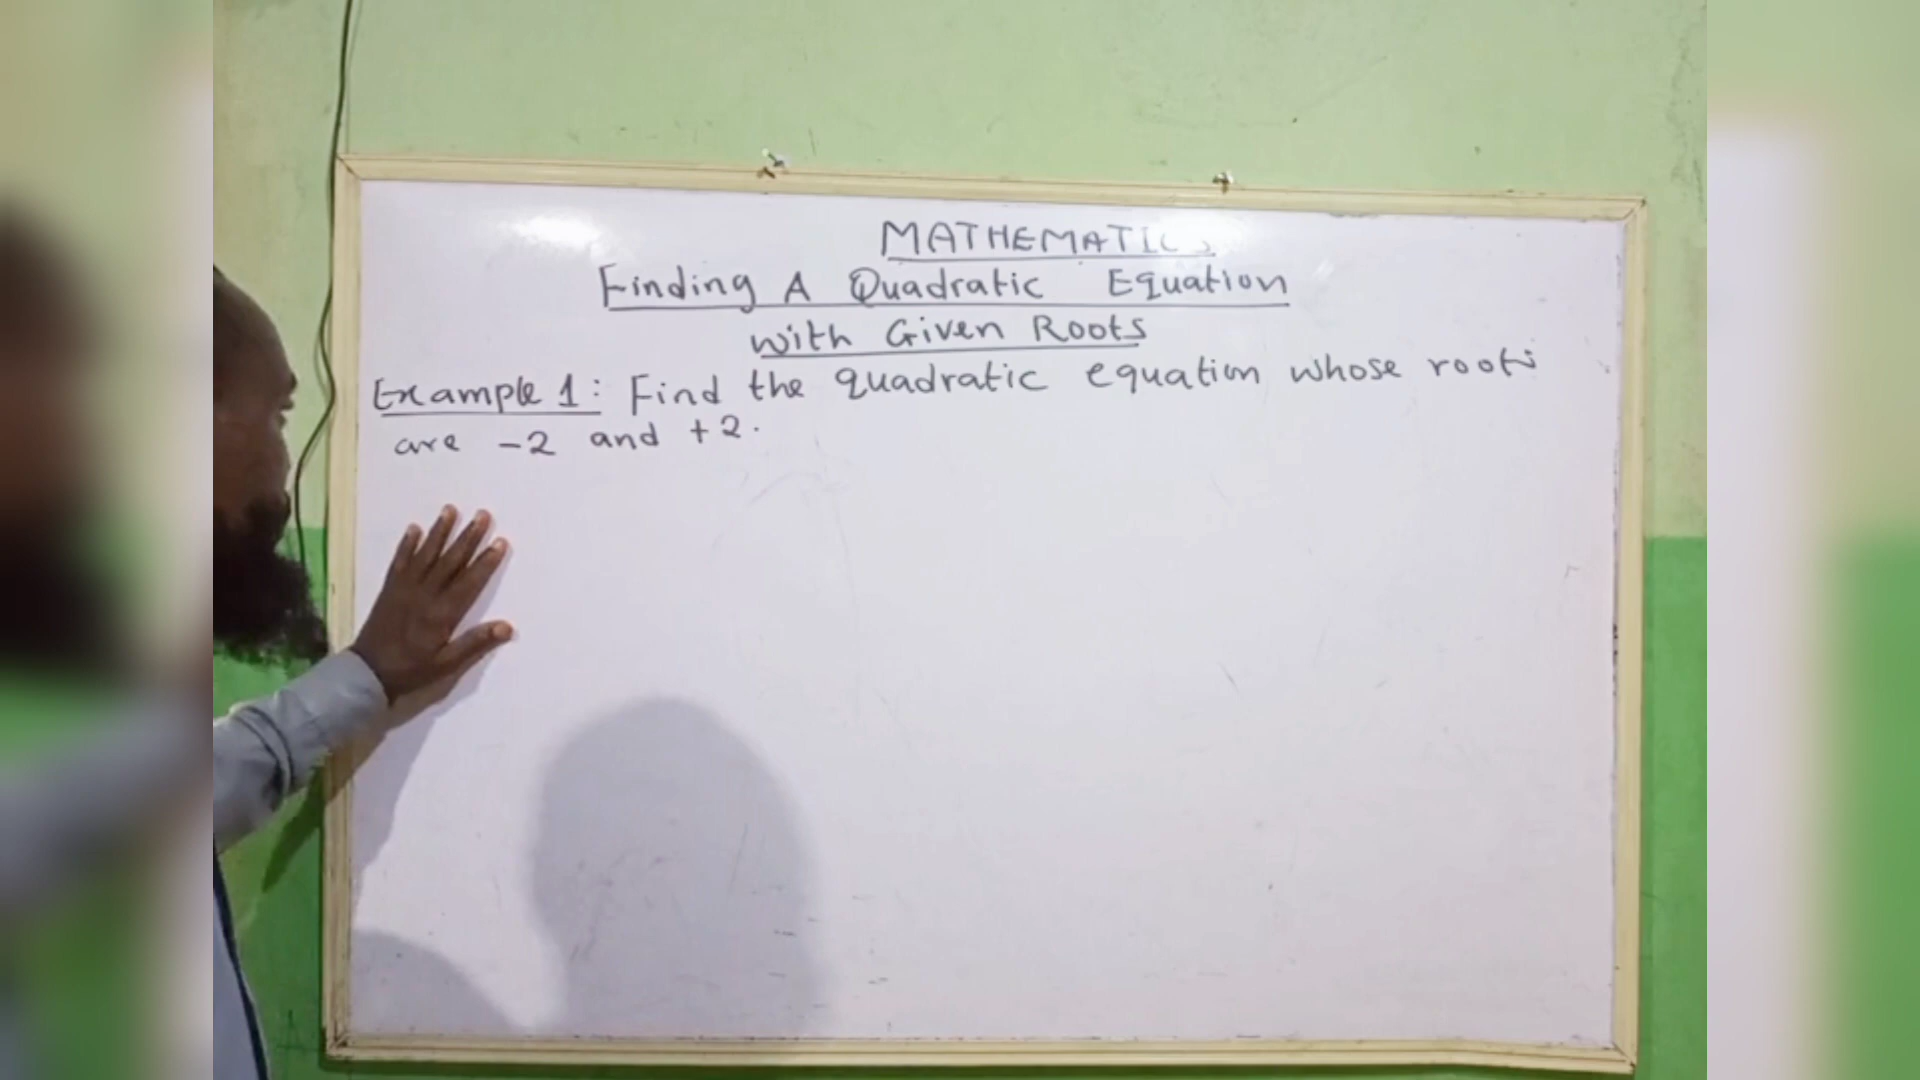 MATHEMATICS
Finding A Quadratic Equation
with Given Roots
Example 1: Find the quadratic equation whose roots
are -2 and +2.